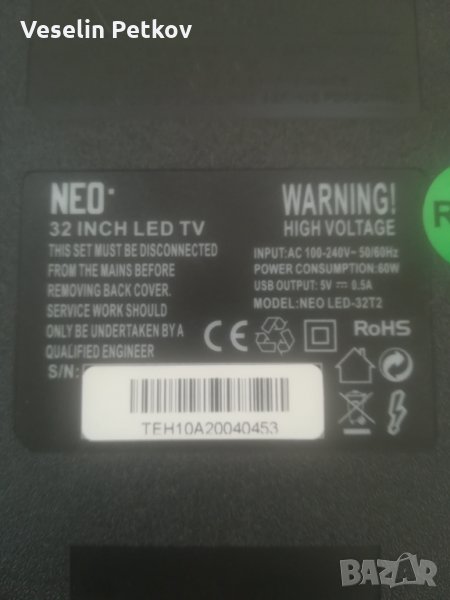 Veselin Petkov
NEO
32 INCH LED TV
THIS SET MUST BE DISCONNECTED
FROM THE MAINS BEFORE
REMOVING BACK COVER.
SERVICE WORK SHOULD
ONLY BE UNDERTAKEN BY A
QUALIFIED ENGINEER
S/N:
TEH10A20040453
WARNING!
HIGH VOLTAGE
INPUT:AC 100-240V~ 50/60Hz
POWER CONSUMPTION:60W
USB OUTPUT: 5V ⎓ 0.5A
MODEL:NEO LED-32T2
CE
RoHS
R
BAZAR